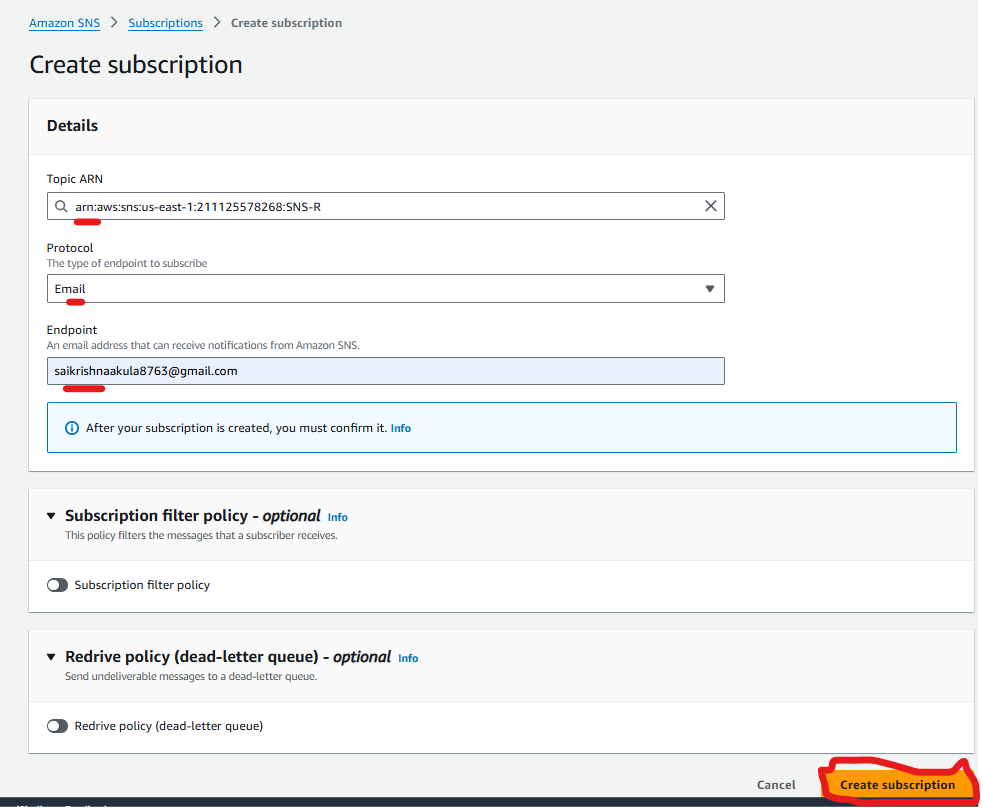 Amazon SNS > Subscriptions > Create subscription
Create subscription
Details
Topic ARN
arn:aws:sns:us-east-1:211125578268:SNS-R
Protocol
The type of endpoint to subscribe
Email
Endpoint
An email address that can receive notifications from Amazon SNS.
saikrishnaakula8763@gmail.com
After your subscription is created, you must confirm it. Info
Subscription filter policy - optional Info
This policy filters the messages that a subscriber receives.
Subscription filter policy
Redrive policy (dead-letter queue) - optional Info
Send undeliverable messages to a dead-letter queue.
Redrive policy (dead-letter queue)
Cancel Create subscription